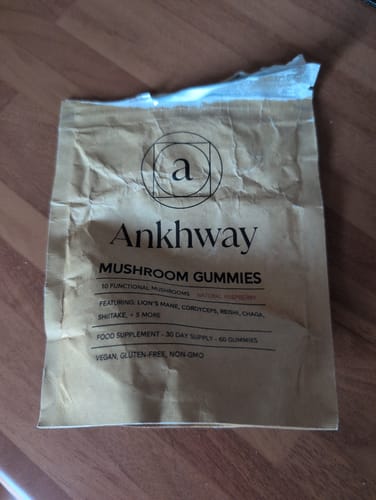 a
Ankhway
MUSHROOM GUMMIES
10 FUNCTIONAL MUSHROOMS NATURAL RASPBERRY
FEATURING: LION'S MANE, CORDYCEPS, REISHI, CHAGA,
SHIITAKE, + 5 MORE
FOOD SUPPLEMENT - 30 DAY SUPPLY - 60 GUMMIES
VEGAN, GLUTEN-FREE, NON-GMO